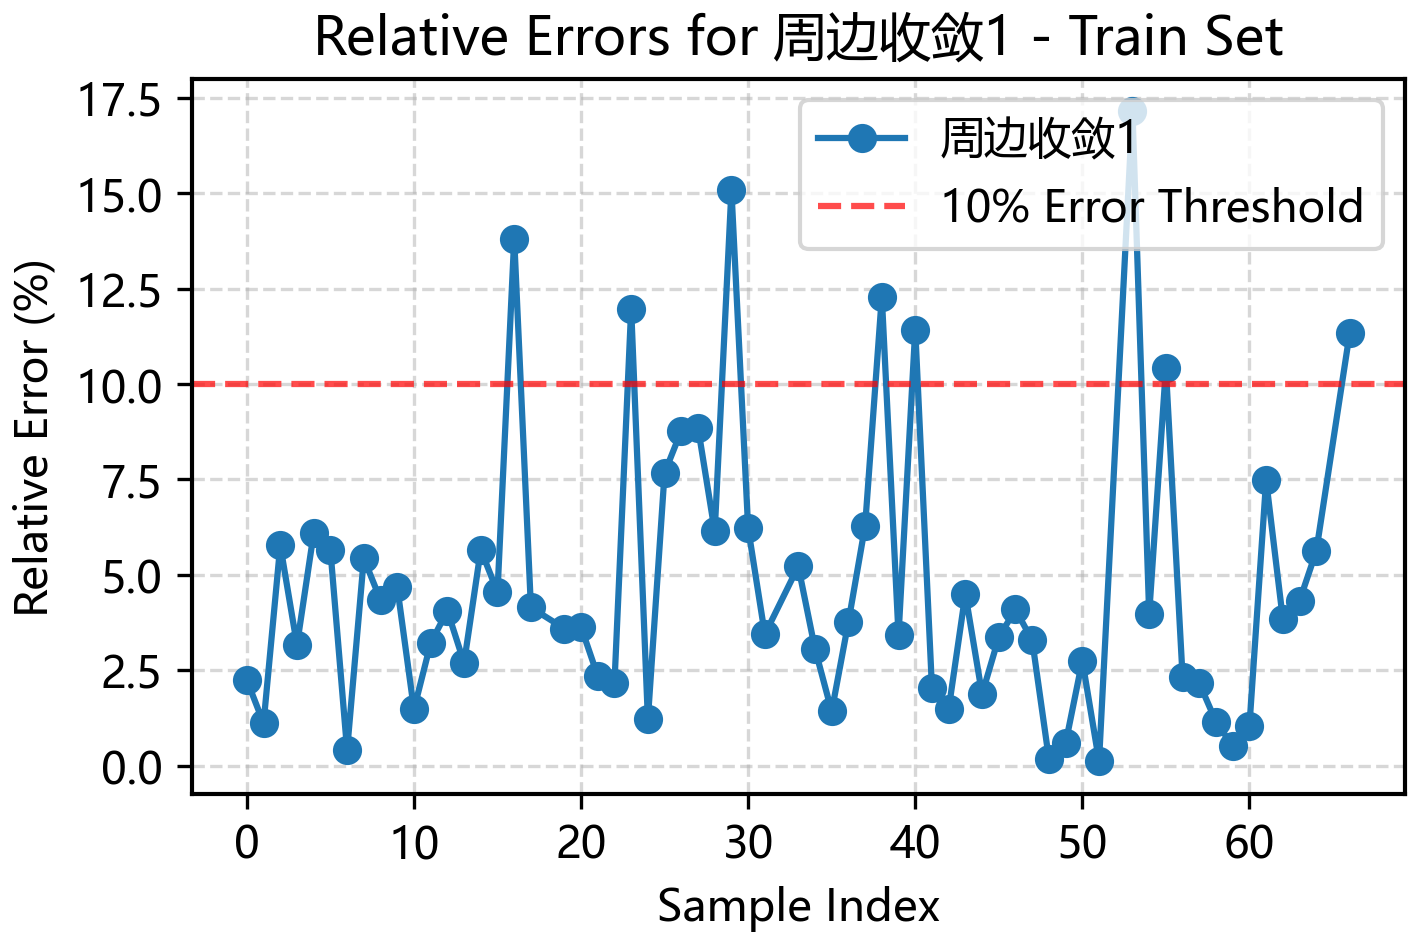 Relative Errors for 周边收敛1 - Train Set
周边收敛1
10% Error Threshold
Relative Error (%)
17.5
15.0
12.5
10.0
7.5
5.0
2.5
0.0
0 10 20 30 40 50 60
Sample Index